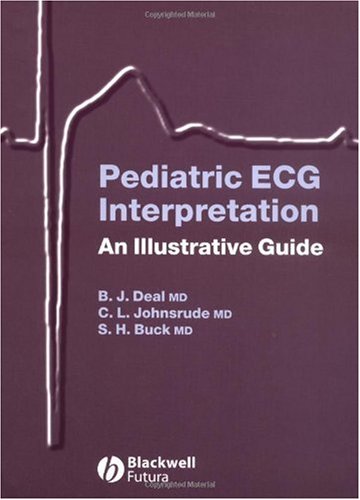 Copyrighted Material
Pediatric ECG
Interpretation
An Illustrative Guide
B. J. Deal MD
C. L. Johnsrude MD
S. H. Buck MD
Blackwell
Futura
Copyrighted Material